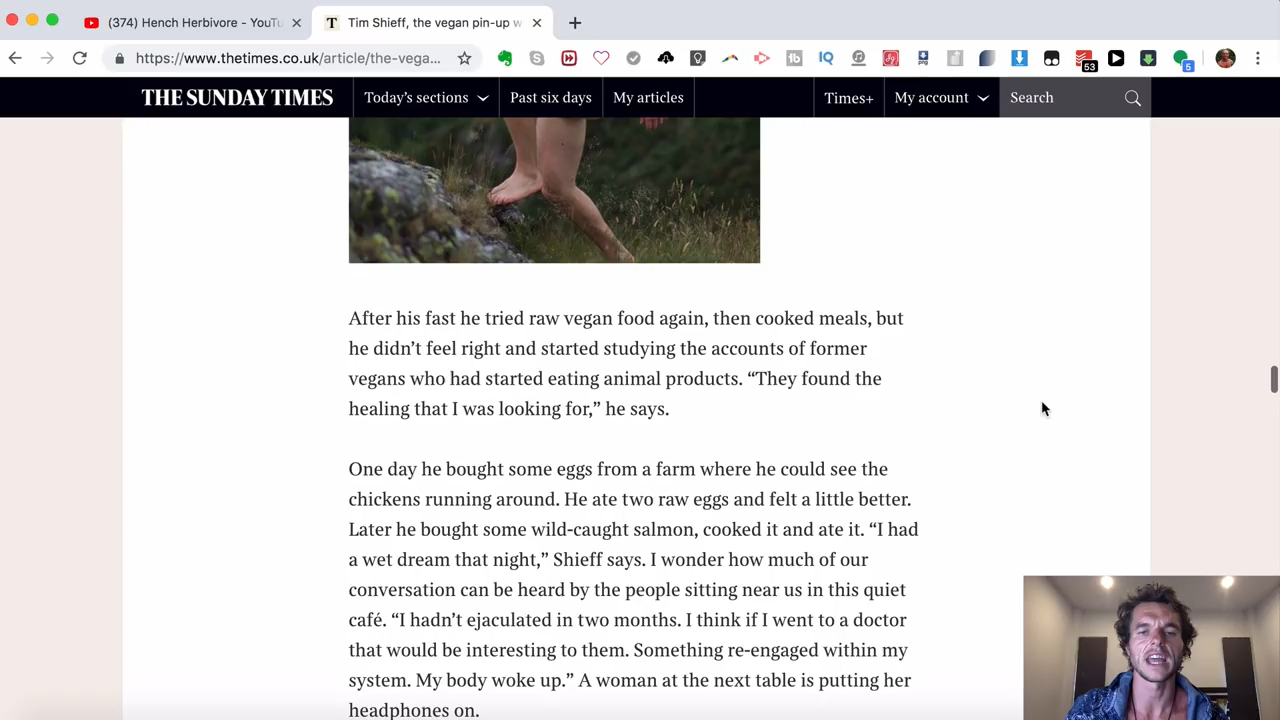 (374) Hench Herbivore - YouTu
T Tim Shieff, the vegan pin-up w
https://www.thetimes.co.uk/article/the-vega...
53
5
THE SUNDAY TIMES
Today's sections
Past six days
My articles
Times+
My account
Search
After his fast he tried raw vegan food again, then cooked meals, but
he didn’t feel right and started studying the accounts of former
vegans who had started eating animal products. “They found the
healing that I was looking for,” he says.
One day he bought some eggs from a farm where he could see the
chickens running around. He ate two raw eggs and felt a little better.
Later he bought some wild-caught salmon, cooked it and ate it. “I had
a wet dream that night,” Shieff says. I wonder how much of our
conversation can be heard by the people sitting near us in this quiet
café. “I hadn’t ejaculated in two months. I think if I went to a doctor
that would be interesting to them. Something re-engaged within my
system. My body woke up.” A woman at the next table is putting her
headphones on.